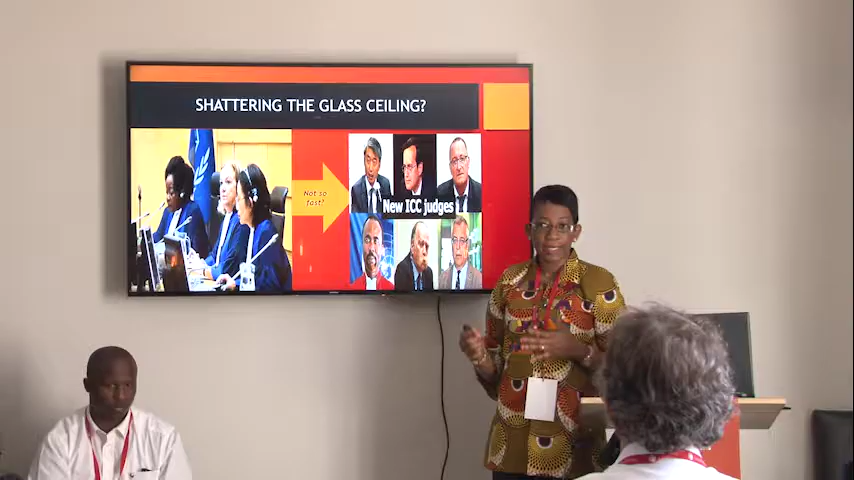 SHATTERING THE GLASS CEILING?
Not so
fast?
New ICC judges